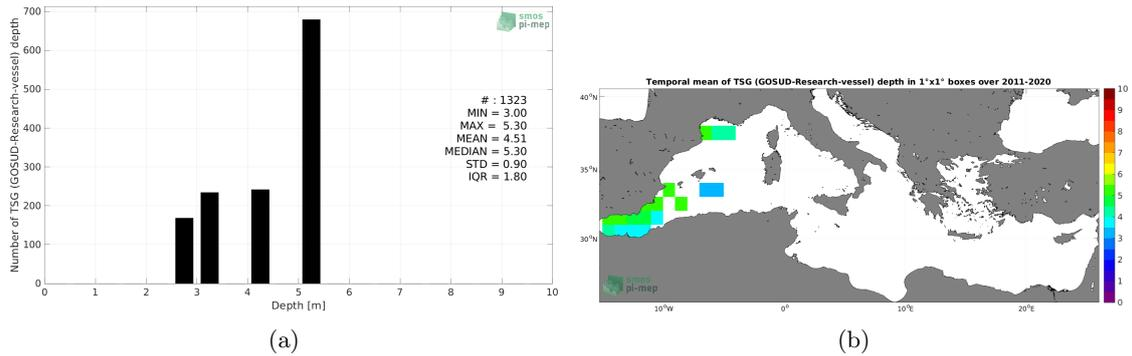 700
600
500
400
300
200
100
0
Number of TSG (GOSUD-Research-vessel) depth
smos
pi-mep
# : 1323
MIN = 3.00
MAX = 5.30
MEAN = 4.51
MEDIAN = 5.30
STD = 0.90
IQR = 1.80
0 1 2 3 4 5 6 7 8 9 10
Depth [m]
(a)
Temporal mean of TSG (GOSUD-Research-vessel) depth in 1°x1° boxes over 2011-2020
40°N
35°N
30°N
10°W 0° 10°E 20°E
smos
pi-mep
10
9
8
7
6
5
4
3
2
1
0
(b)